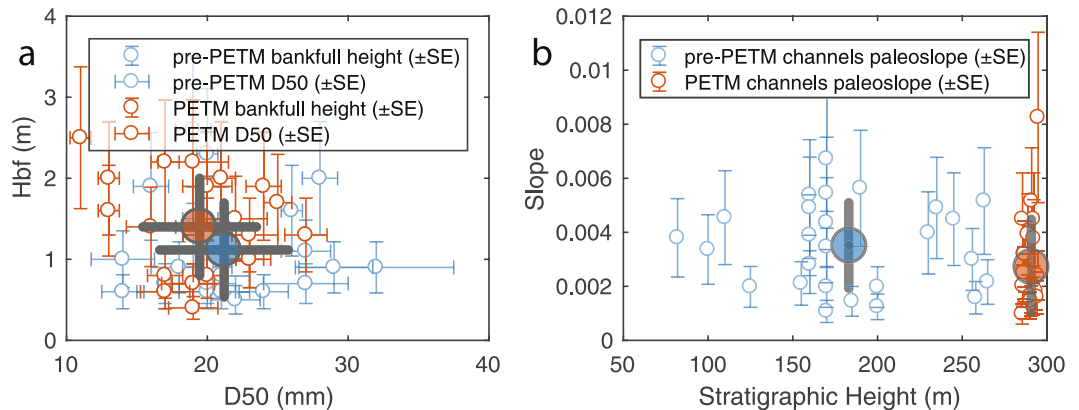 a
pre-PETM bankfull height (±SE)
pre-PETM D50 (±SE)
PETM bankfull height (±SE)
PETM D50 (±SE)
Hbf (m)
4
3
2
1
0
10 20 30 40
D50 (mm)
b
pre-PETM channels paleoslope (±SE)
PETM channels paleoslope (±SE)
Slope
0.012
0.01
0.008
0.006
0.004
0.002
0
50 100 150 200 250 300
Stratigraphic Height (m)